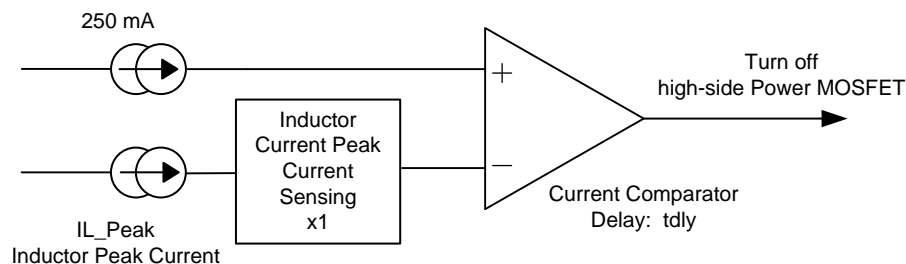 250 mA
+
Turn off
high-side Power MOSFET
Inductor
Current Peak
Current
Sensing
x1
−
IL_Peak
Inductor Peak Current
Current Comparator
Delay: tdly